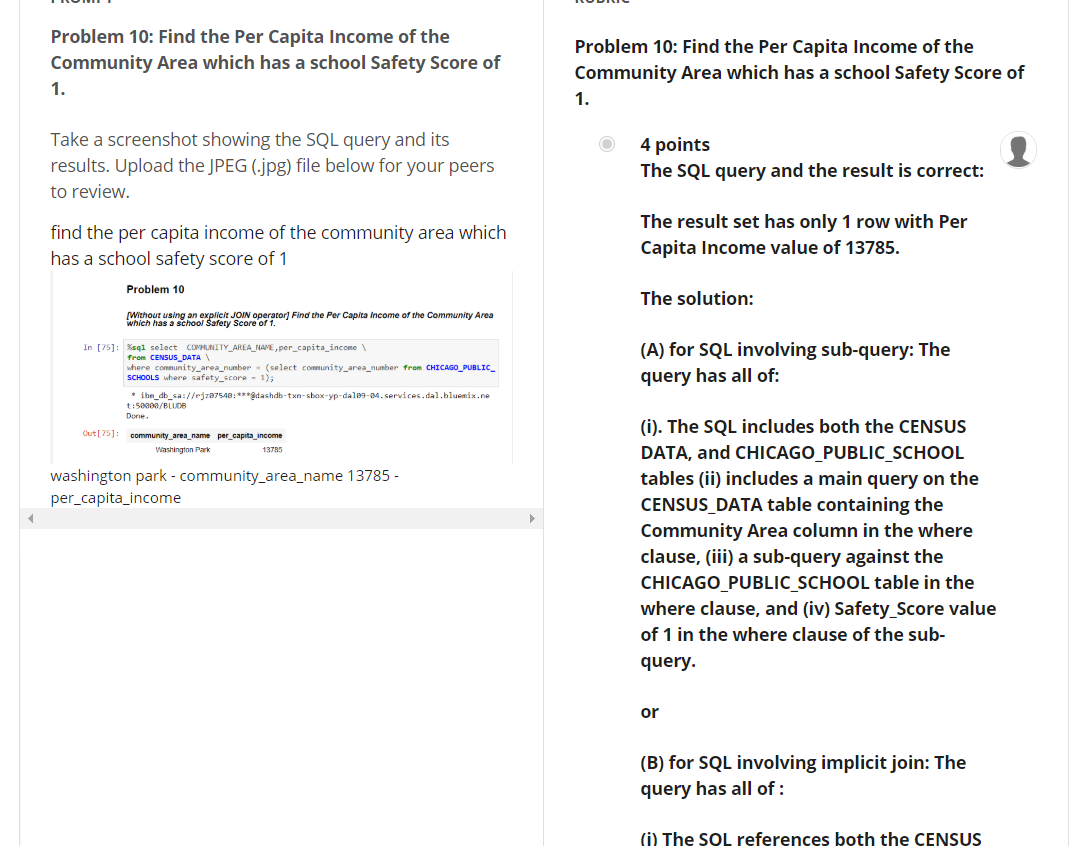 PROMPT
Problem 10: Find the Per Capita Income of the
Community Area which has a school Safety Score of
1.
Take a screenshot showing the SQL query and its
results. Upload the JPEG (.jpg) file below for your peers
to review.
find the per capita income of the community area which
has a school safety score of 1
Problem 10
[Without using an explicit JOIN operator] Find the Per Capita Income of the Community Area
which has a school Safety Score of 1.
In [75]: %sql select COMMUNITY_AREA_NAME,per_capita_income \
from CENSUS_DATA \
where community_area_number = (select community_area_number from CHICAGO_PUBLIC_
SCHOOLS where safety_score = 1);
* ibm_db_sa://rjz07540:***@dashdb-txn-sbox-yp-dal09-04.services.dal.bluemix.ne
t:50000/BLUDB
Done.
Out[75]: community_area_name per_capita_income
Washington Park 13785
washington park - community_area_name 13785 -
per_capita_income
RUBRIC
Problem 10: Find the Per Capita Income of the
Community Area which has a school Safety Score of
1.
4 points
The SQL query and the result is correct:
The result set has only 1 row with Per
Capita Income value of 13785.
The solution:
(A) for SQL involving sub-query: The
query has all of:
(i). The SQL includes both the CENSUS
DATA, and CHICAGO_PUBLIC_SCHOOL
tables (ii) includes a main query on the
CENSUS_DATA table containing the
Community Area column in the where
clause, (iii) a sub-query against the
CHICAGO_PUBLIC_SCHOOL table in the
where clause, and (iv) Safety_Score value
of 1 in the where clause of the sub-
query.
or
(B) for SQL involving implicit join: The
query has all of :
(i) The SQL references both the CENSUS